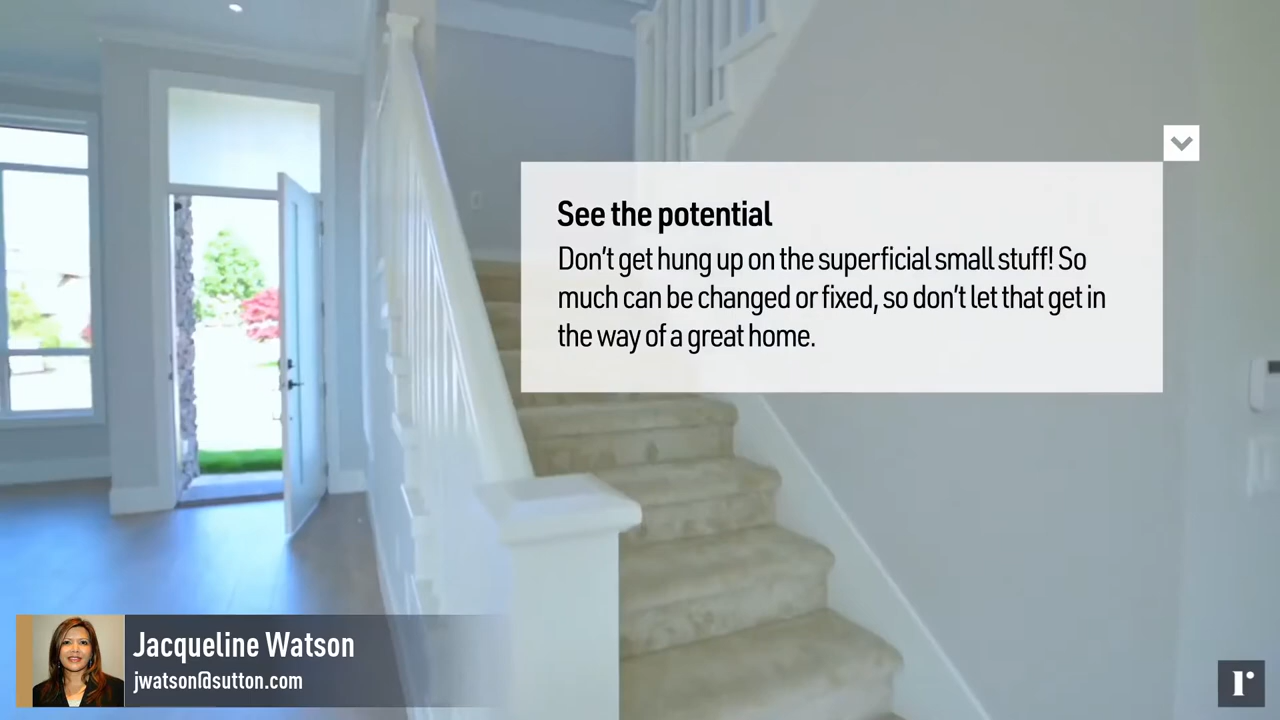 See the potential
Don't get hung up on the superficial small stuff! So
much can be changed or fixed, so don't let that get in
the way of a great home.
Jacqueline Watson
jwatson@sutton.com
r